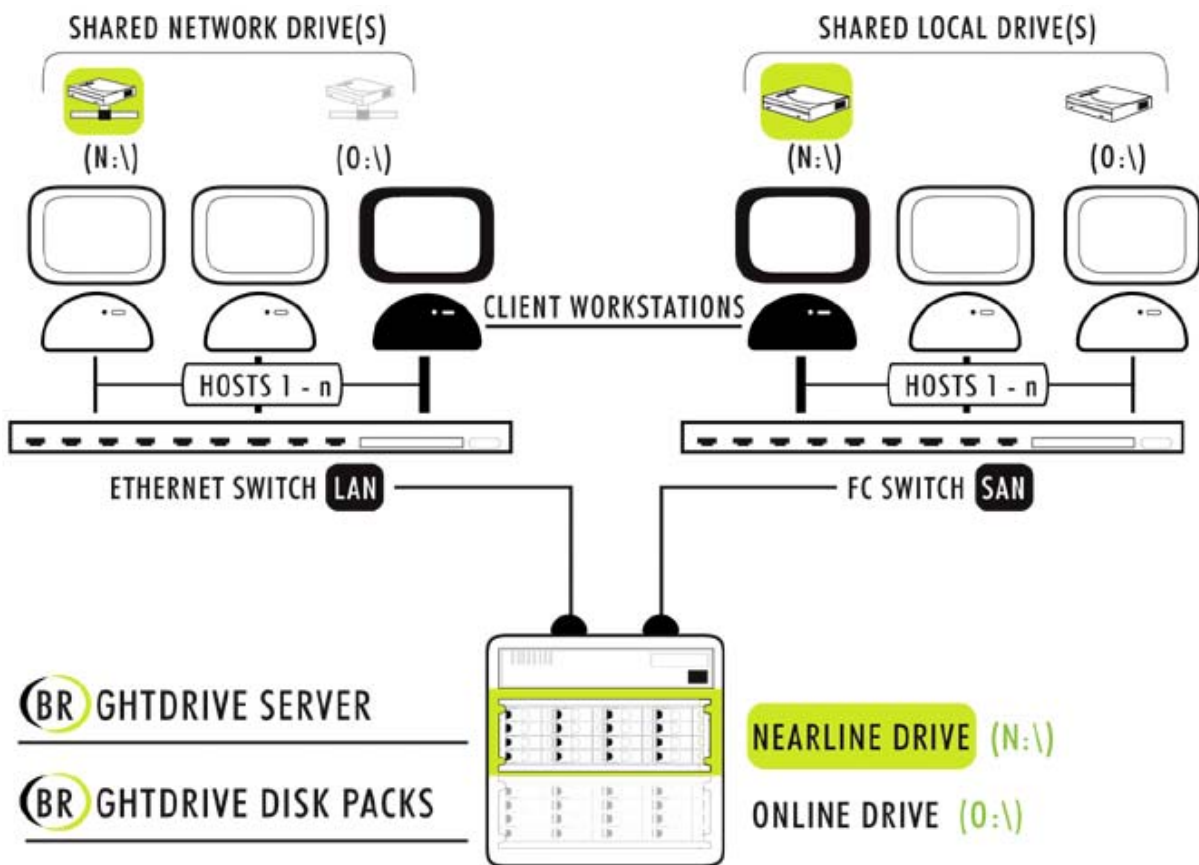 SHARED NETWORK DRIVE(S)
SHARED LOCAL DRIVE(S)
(N:\)
(O:\)
(N:\)
(O:\)
CLIENT WORKSTATIONS
HOSTS 1 - n
HOSTS 1 - n
ETHERNET SWITCH LAN
FC SWITCH SAN
BR GHTDRIVE SERVER
NEARLINE DRIVE (N:\)
BR GHTDRIVE DISK PACKS
ONLINE DRIVE (O:\)